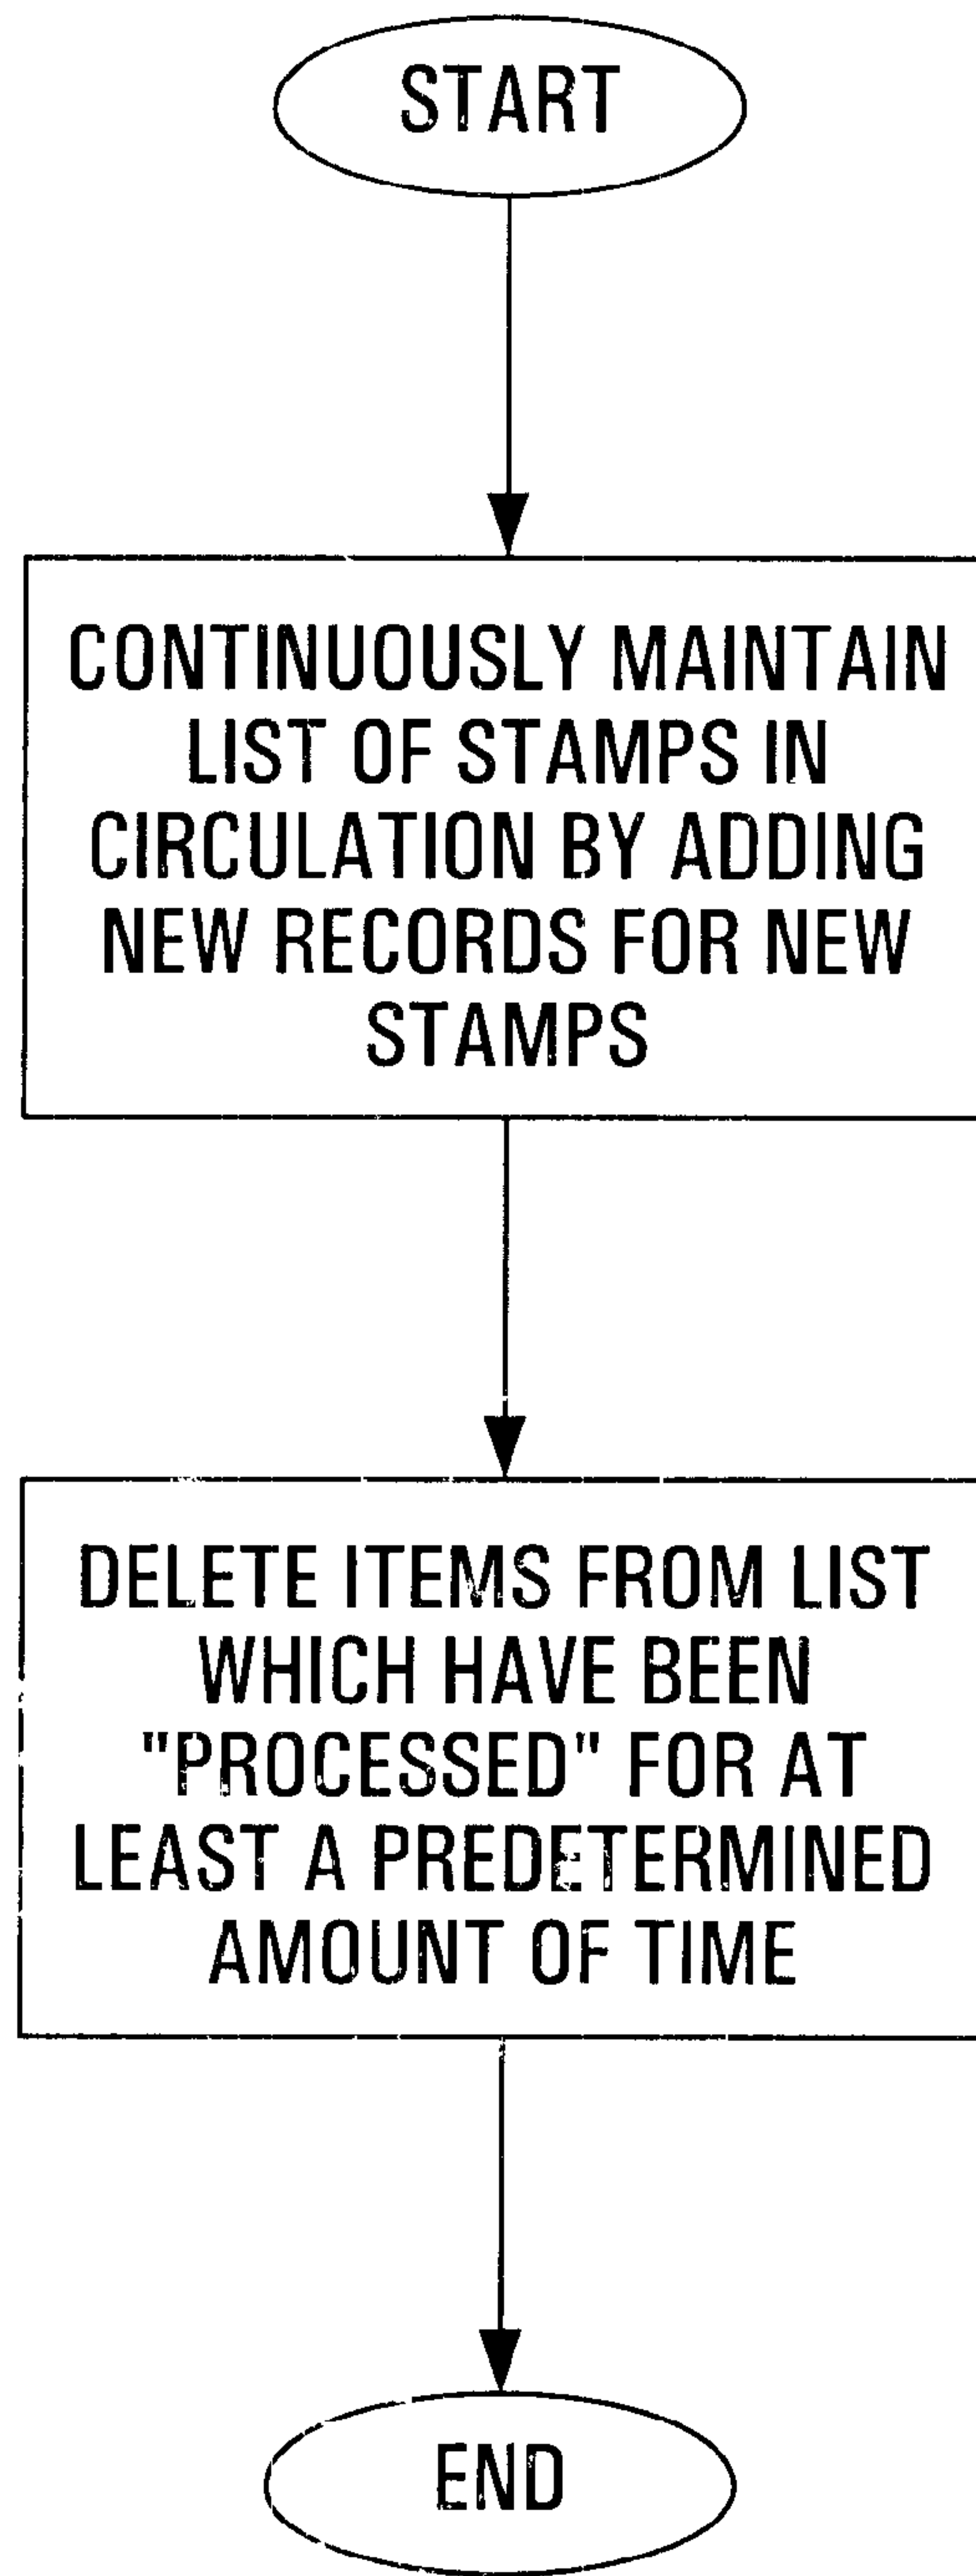 START
CONTINUOUSLY MAINTAIN
LIST OF STAMPS IN
CIRCULATION BY ADDING
NEW RECORDS FOR NEW
STAMPS
DELETE ITEMS FROM LIST
WHICH HAVE BEEN
"PROCESSED" FOR AT
LEAST A PREDETERMINED
AMOUNT OF TIME
END